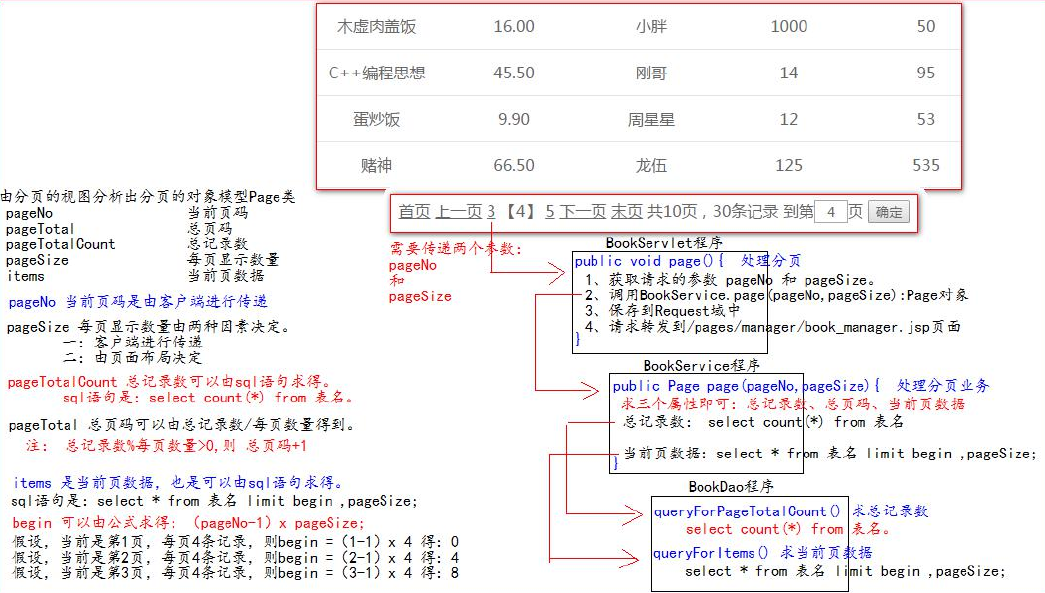 木虚肉盖饭 16.00 小胖 1000 50
C++编程思想 45.50 刚哥 14 95
蛋炒饭 9.90 周星星 12 53
赌神 66.50 龙伍 125 535
首页 上一页 3 【4】 5 下一页 末页 共10页，30条记录 到第 4 页 确定
由分页的视图分析出分页的对象模型Page类
pageNo 当前页码
pageTotal 总页码
pageTotalCount 总记录数
pageSize 每页显示数量
items 当前页数据
pageNo 当前页码是由客户端进行传递
pageSize 每页显示数量由两种因素决定。
一：客户端进行传递
二：由页面布局决定
pageTotalCount 总记录数可以由sql语句求得。
sql语句是：select count(*) from 表名。
pageTotal 总页码可以由总记录数/每页数量得到。
注： 总记录数%每页数量>0,则 总页码+1
items 是当前页数据，也是可以由sql语句求得。
sql语句是：select * from 表名 limit begin ,pageSize;
begin 可以由公式求得：（pageNo-1）x pageSize;
假设，当前是第1页，每页4条记录，则begin =（1-1）x 4 得：0
假设，当前是第2页，每页4条记录，则begin =（2-1）x 4 得：4
假设，当前是第3页，每页4条记录，则begin =（3-1）x 4 得：8
需要传递两个参数：
pageNo
和
pageSize
BookServlet程序
public void page(){ 处理分页
1、获取请求的参数 pageNo 和 pageSize。
2、调用BookService.page(pageNo,pageSize):Page对象
3、保存到Request域中
4、请求转发到/pages/manager/book_manager.jsp页面
}
BookService程序
public Page page(pageNo,pageSize){ 处理分页业务
求三个属性即可：总记录数、总页码、当前页数据
总记录数： select count(*) from 表名
当前页数据：select * from 表名 limit begin ,pageSize;
}
BookDao程序
queryForPageTotalCount() 求总记录数
select count(*) from 表名。
queryForItems() 求当前页数据
select * from 表名 limit begin ,pageSize;